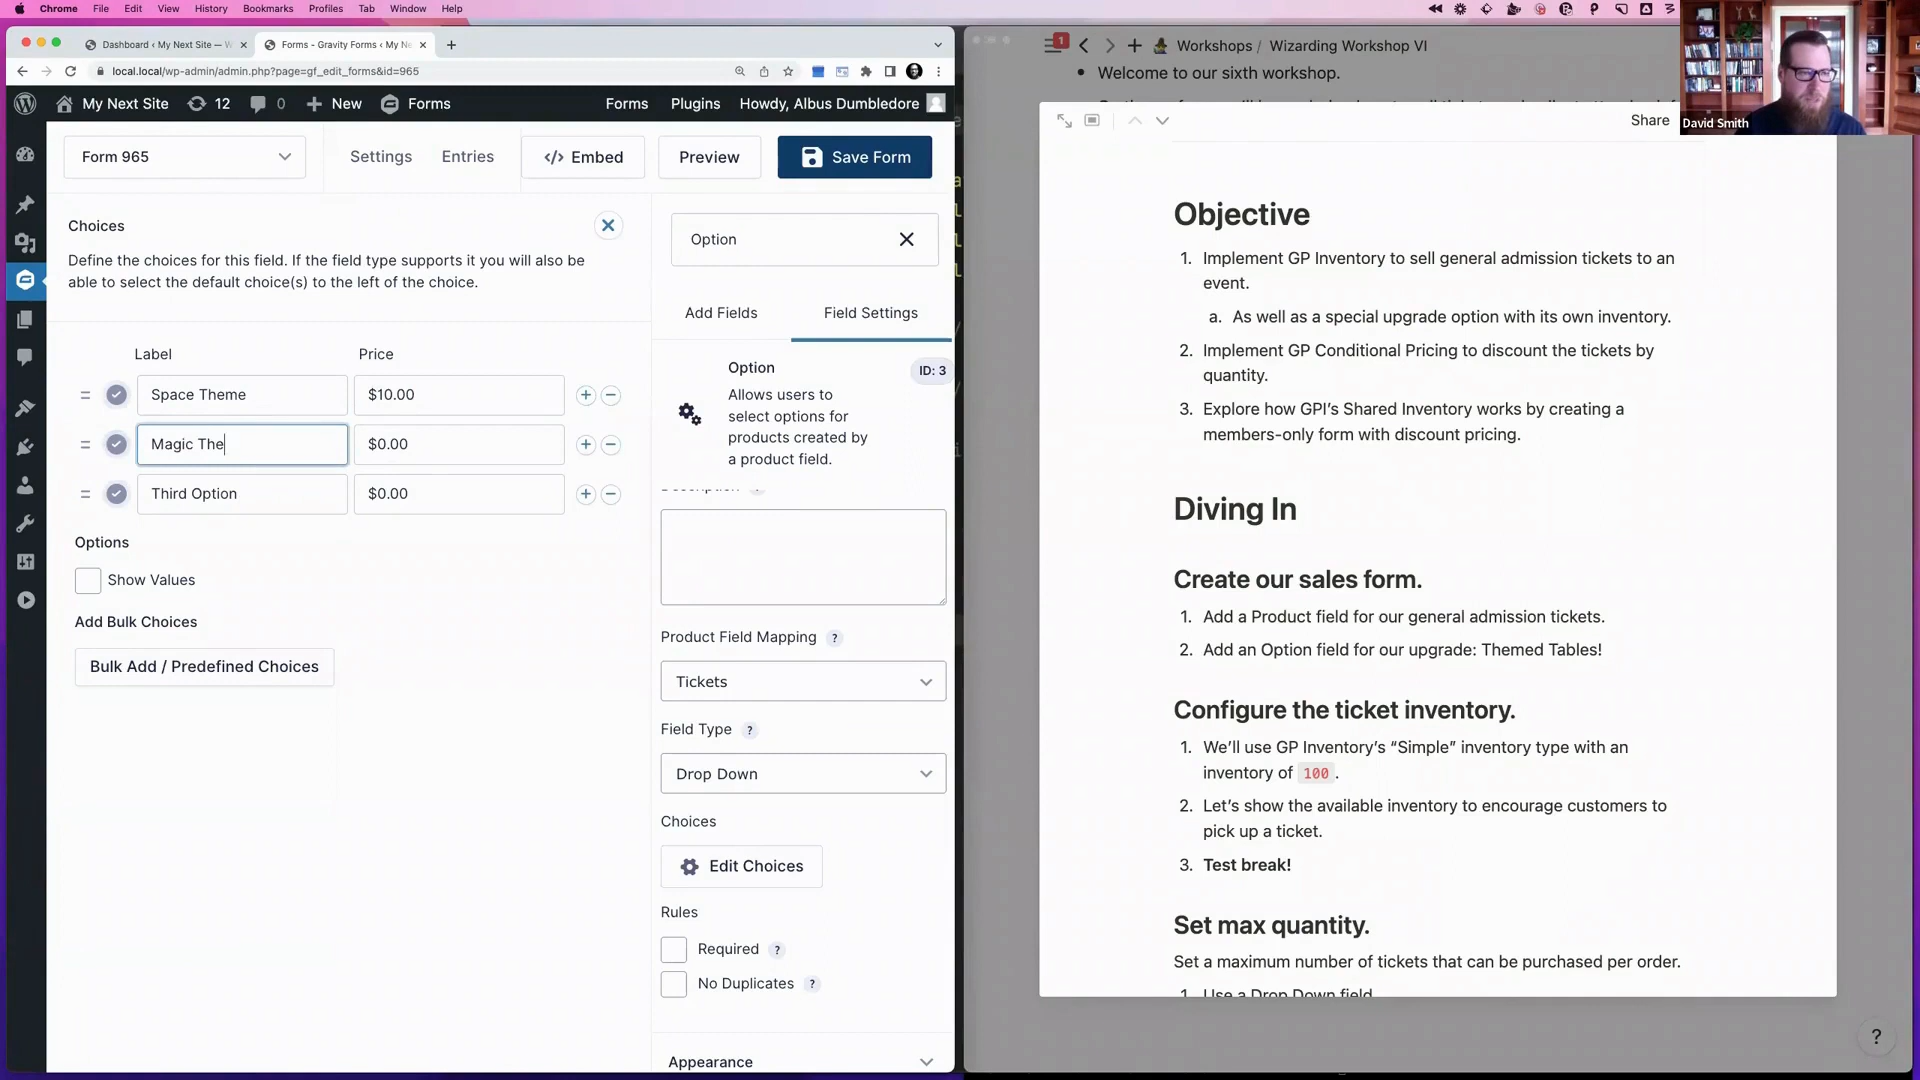 Chrome File Edit View History Bookmarks Profiles Tab Window Help
Dashboard ‹ My Next Site — W
Forms - Gravity Forms ‹ My N
local.local/wp-admin/admin.php?page=gf_edit_forms&id=965
My Next Site 12 0 New Forms Forms Plugins Howdy, Albus Dumbledore
Form 965 Settings Entries Embed Preview Save Form
Choices
Define the choices for this field. If the field type supports it you will also be
able to select the default choice(s) to the left of the choice.
Label Price
Space Theme $10.00
Magic The $0.00
Third Option $0.00
Options
Show Values
Add Bulk Choices
Bulk Add / Predefined Choices
Option
Add Fields Field Settings
Option ID: 3
Allows users to
select options for
products created by
a product field.
Description ?
Product Field Mapping ?
Tickets
Field Type ?
Drop Down
Choices
Edit Choices
Rules
Required ?
No Duplicates ?
Appearance
1 Workshops / Wizarding Workshop VI
Welcome to our sixth workshop.
Share
David Smith
Objective
1. Implement GP Inventory to sell general admission tickets to an
event.
a. As well as a special upgrade option with its own inventory.
2. Implement GP Conditional Pricing to discount the tickets by
quantity.
3. Explore how GPI's Shared Inventory works by creating a
members-only form with discount pricing.
Diving In
Create our sales form.
1. Add a Product field for our general admission tickets.
2. Add an Option field for our upgrade: Themed Tables!
Configure the ticket inventory.
1. We'll use GP Inventory's “Simple” inventory type with an
inventory of 100.
2. Let's show the available inventory to encourage customers to
pick up a ticket.
3. Test break!
Set max quantity.
Set a maximum number of tickets that can be purchased per order.
1. Use a Drop Down field
?